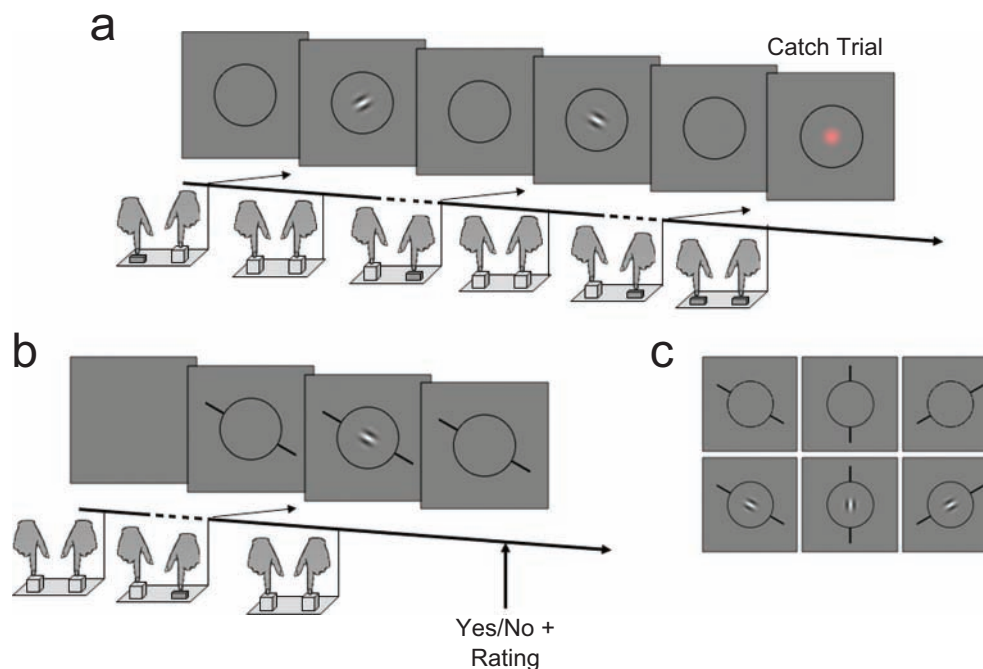 a
Catch Trial
b
c
Yes/No +
Rating